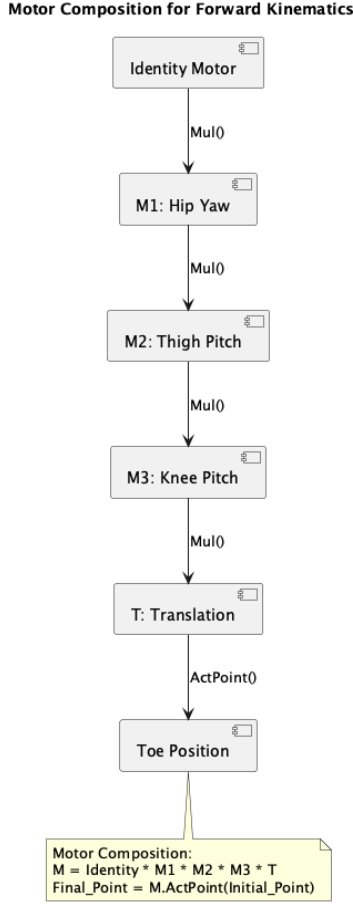 Motor Composition for Forward Kinematics
Identity Motor
Mul()
M1: Hip Yaw
Mul()
M2: Thigh Pitch
Mul()
M3: Knee Pitch
Mul()
T: Translation
ActPoint()
Toe Position
Motor Composition:
M = Identity * M1 * M2 * M3 * T
Final_Point = M.ActPoint(Initial_Point)